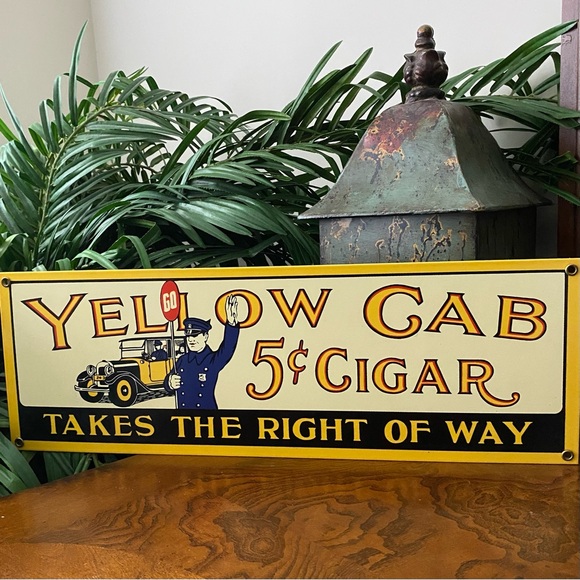 YELLOW CAB
GO
5¢ CIGAR
TAKES THE RIGHT OF WAY